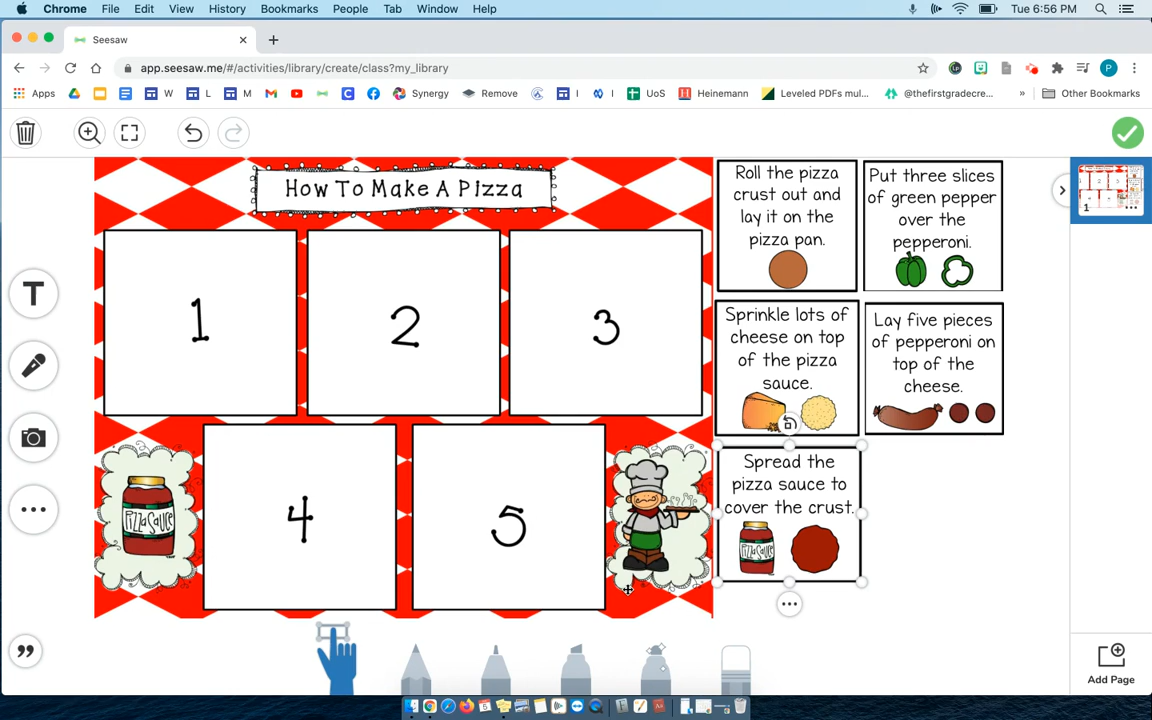 Chrome File Edit View History Bookmarks People Tab Window Help Tue 6:56 PM
Seesaw
app.seesaw.me/#/activities/library/create/class?my_library
Apps W L M Synergy Remove I I UoS Heinemann Leveled PDFs mul... @thefirstgradecre... » Other Bookmarks
How To Make A Pizza
1 2 3
4 5
Pizza Sauce
Roll the pizza
crust out and
lay it on the
pizza pan.
Put three slices
of green pepper
over the
pepperoni.
Sprinkle lots of
cheese on top
of the pizza
sauce.
Lay five pieces
of pepperoni on
top of the
cheese.
Spread the
pizza sauce to
cover the crust.
Pizza Sauce
T
1
Add Page